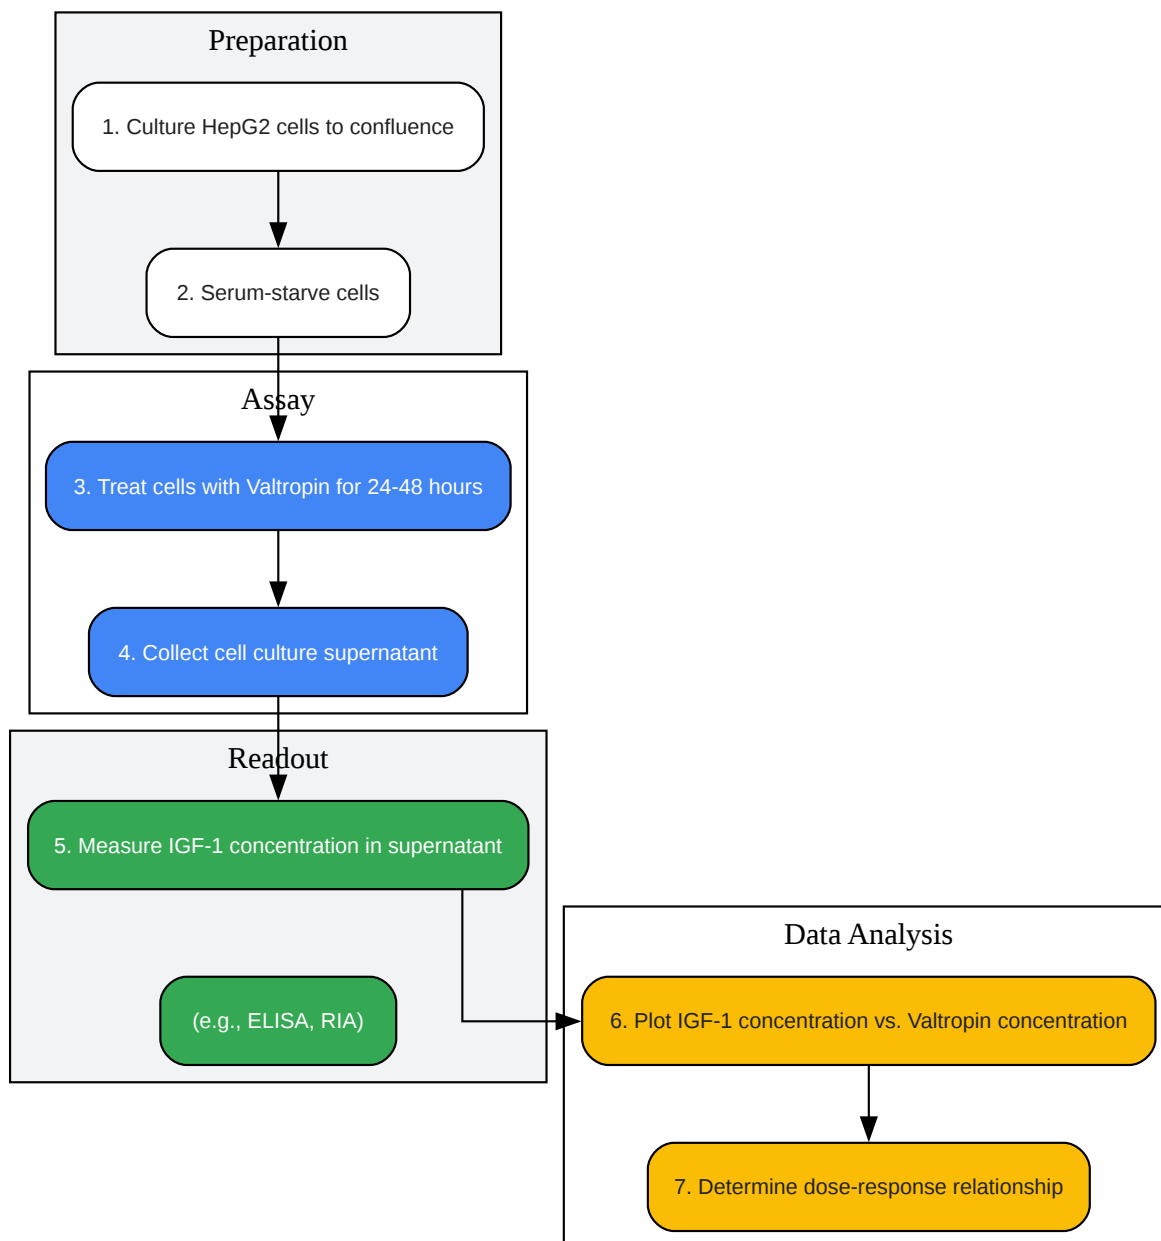 Preparation
1. Culture HepG2 cells to confluence
2. Serum-starve cells
Assay
3. Treat cells with Valtropin for 24-48 hours
4. Collect cell culture supernatant
Readout
5. Measure IGF-1 concentration in supernatant
(e.g., ELISA, RIA)
Data Analysis
6. Plot IGF-1 concentration vs. Valtropin concentration
7. Determine dose-response relationship